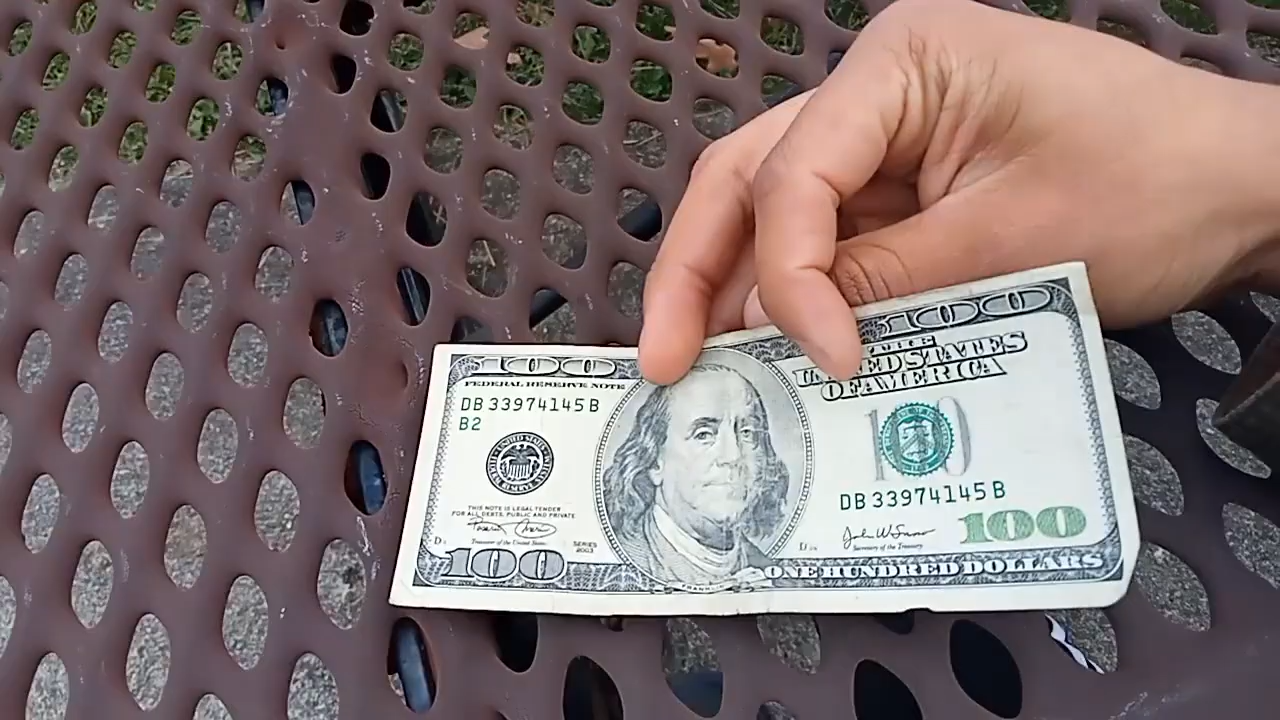 100
100
FEDERAL RESERVE NOTE
UNITED STATES
OF AMERICA
DB 33974145 B
B2
100
DB 33974145 B
THIS NOTE IS LEGAL TENDER
FOR ALL DEBTS, PUBLIC AND PRIVATE
Treasurer of the United States
SERIES
2003
Secretary of the Treasury
100
100
ONE HUNDRED DOLLARS